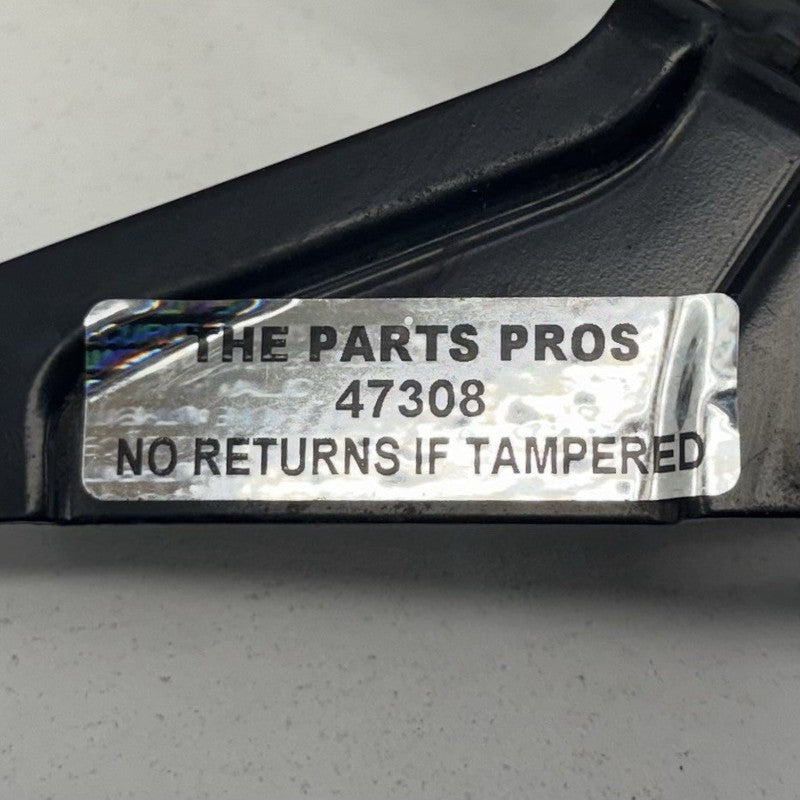 THE PARTS PROS
47308
NO RETURNS IF TAMPERED